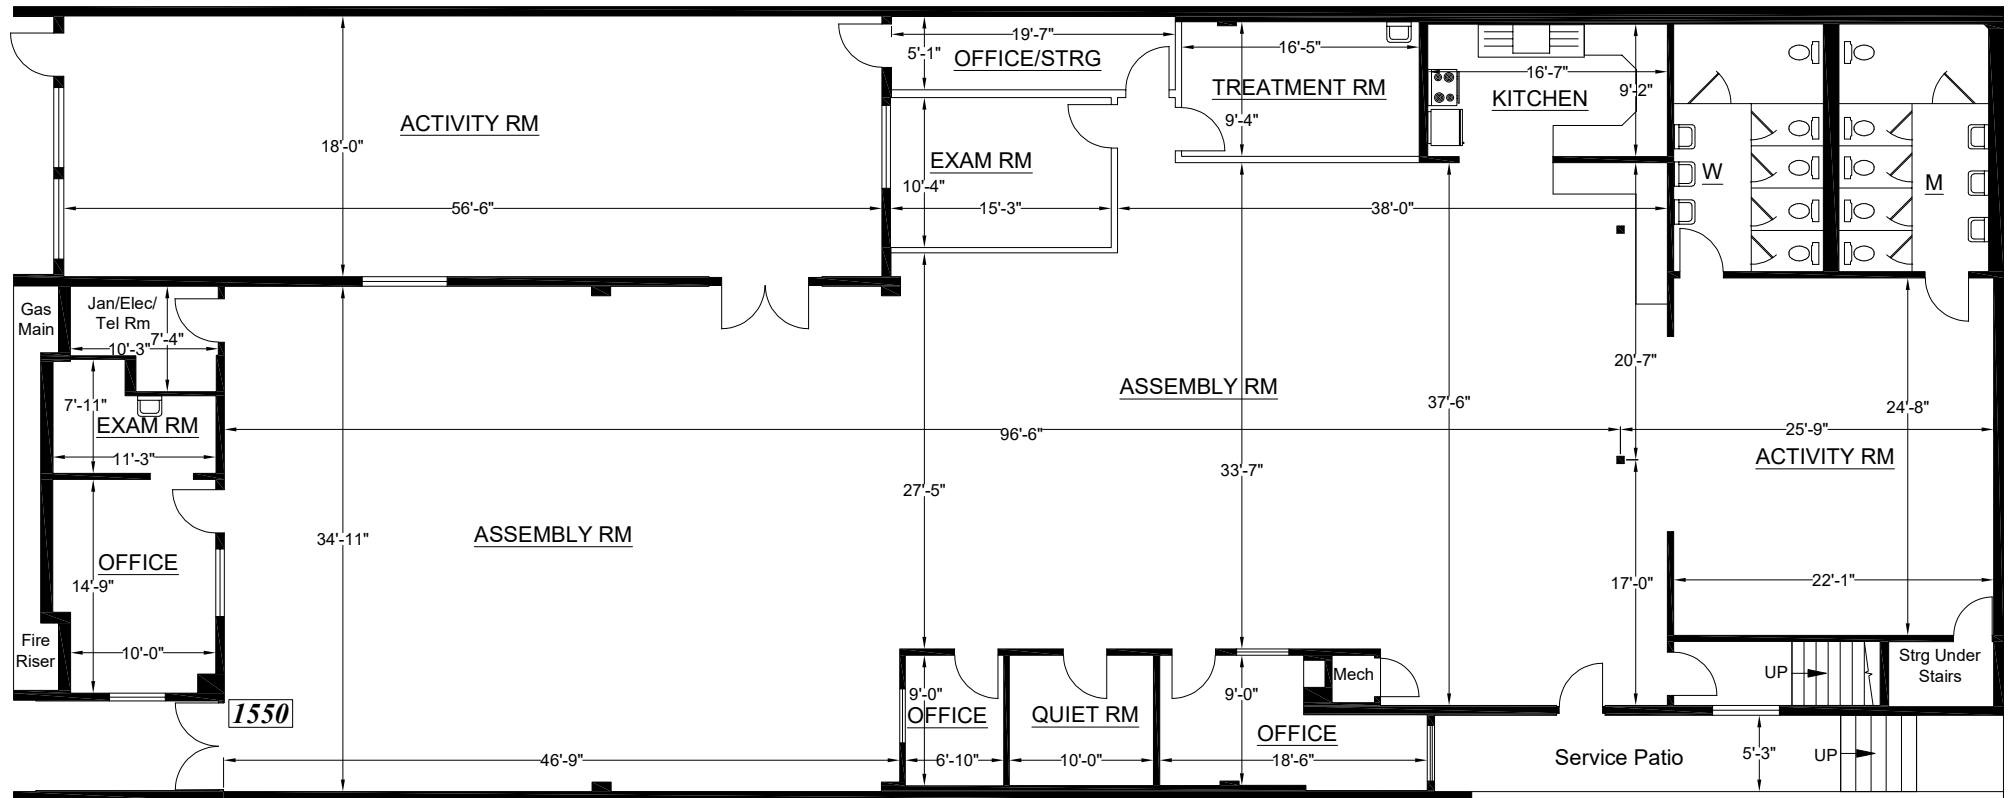 19'-7"
5'-1"
OFFICE/STRG
16'-5"
TREATMENT RM
9'-4"
16'-7"
KITCHEN
9'-2"
ACTIVITY RM
18'-0"
56'-6"
EXAM RM
10'-4"
15'-3"
38'-0"
W
M
Gas
Main
Jan/Elec/
Tel Rm
7'-4"
10'-3"
7'-11"
EXAM RM
11'-3"
OFFICE
14'-9"
10'-0"
Fire
Riser
1550
34'-11"
ASSEMBLY RM
46'-9"
96'-6"
27'-5"
ASSEMBLY RM
33'-7"
37'-6"
20'-7"
17'-0"
24'-8"
25'-9"
ACTIVITY RM
22'-1"
9'-0"
OFFICE
6'-10"
QUIET RM
10'-0"
9'-0"
OFFICE
18'-6"
Mech
UP
Strg Under
Stairs
Service Patio
5'-3"
UP